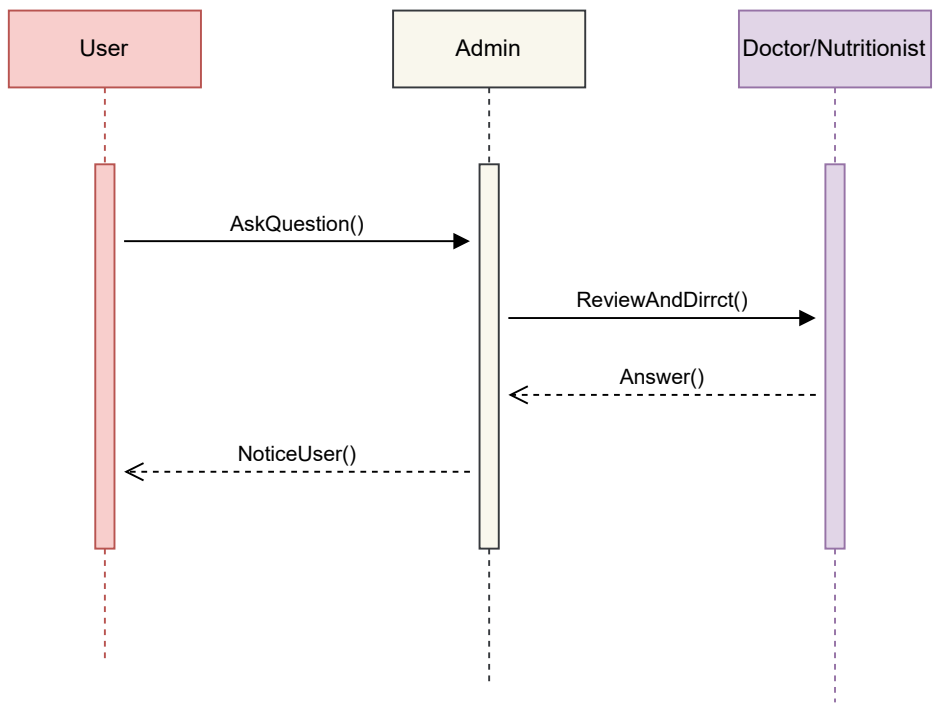 User
Admin
Doctor/Nutritionist
AskQuestion()
ReviewAndDirrct()
Answer()
NoticeUser()